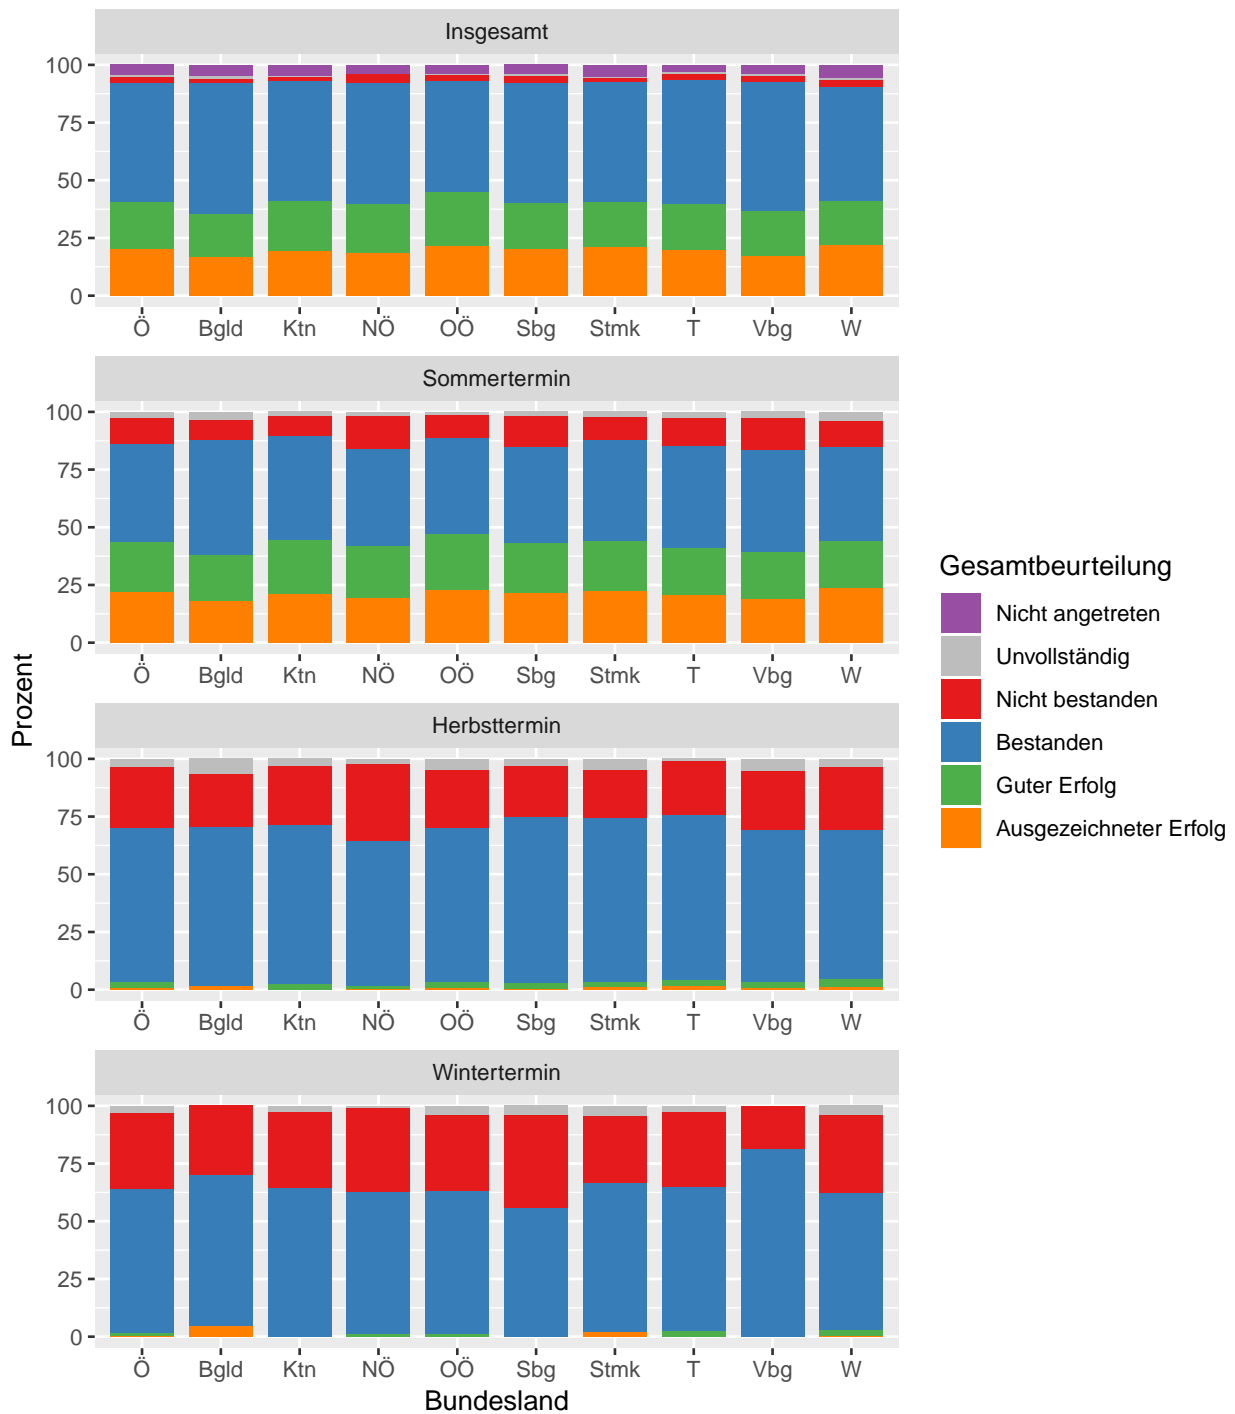 Insgesamt
100
75
50
25
0
Ö Bgld Ktn NÖ OÖ Sbg Stmk T Vbg W
Sommertermin
100
75
50
25
0
Ö Bgld Ktn NÖ OÖ Sbg Stmk T Vbg W
Herbsttermin
100
75
50
25
0
Ö Bgld Ktn NÖ OÖ Sbg Stmk T Vbg W
Wintertermin
100
75
50
25
0
Ö Bgld Ktn NÖ OÖ Sbg Stmk T Vbg W
Bundesland
Prozent
Gesamtbeurteilung
Nicht angetreten
Unvollständig
Nicht bestanden
Bestanden
Guter Erfolg
Ausgezeichneter Erfolg